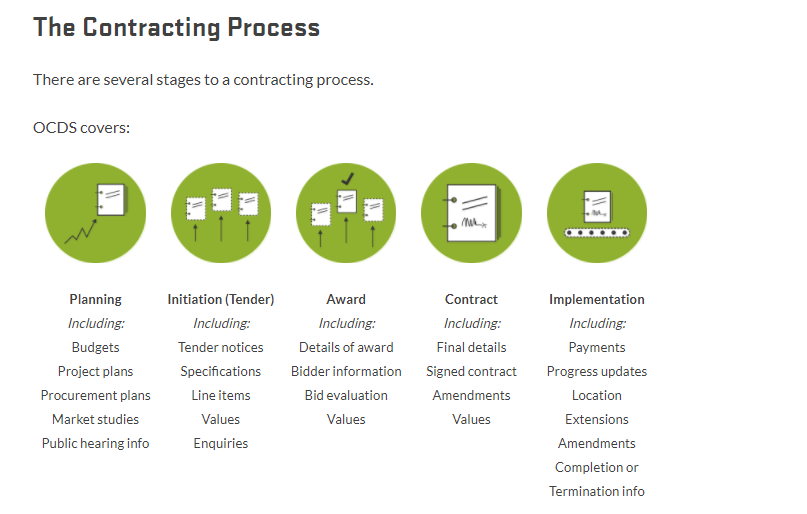 The Contracting Process
There are several stages to a contracting process.
OCDS covers:
Planning
Including:
Budgets
Project plans
Procurement plans
Market studies
Public hearing info
Initiation (Tender)
Including:
Tender notices
Specifications
Line items
Values
Enquiries
Award
Including:
Details of award
Bidder information
Bid evaluation
Values
Contract
Including:
Final details
Signed contract
Amendments
Values
Implementation
Including:
Payments
Progress updates
Location
Extensions
Amendments
Completion or
Termination info